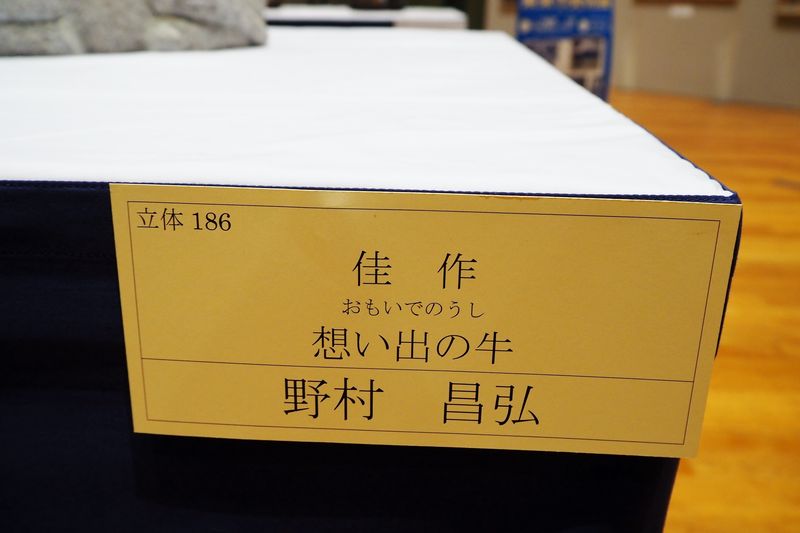 立体 186
佳　作
おもいでのうし
想い出の牛
野村　昌弘